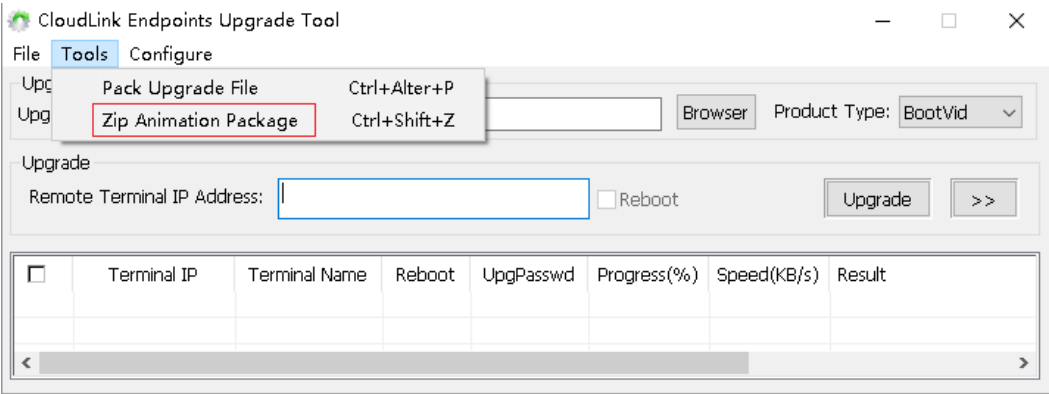 CloudLink Endpoints Upgrade Tool
File Tools Configure
Upg
Pack Upgrade File Ctrl+Alter+P
Upg
Zip Animation Package Ctrl+Shift+Z
Browser Product Type: BootVid
Upgrade
Remote Terminal IP Address: Reboot Upgrade >>
Terminal IP Terminal Name Reboot UpgPasswd Progress(%) Speed(KB/s) Result